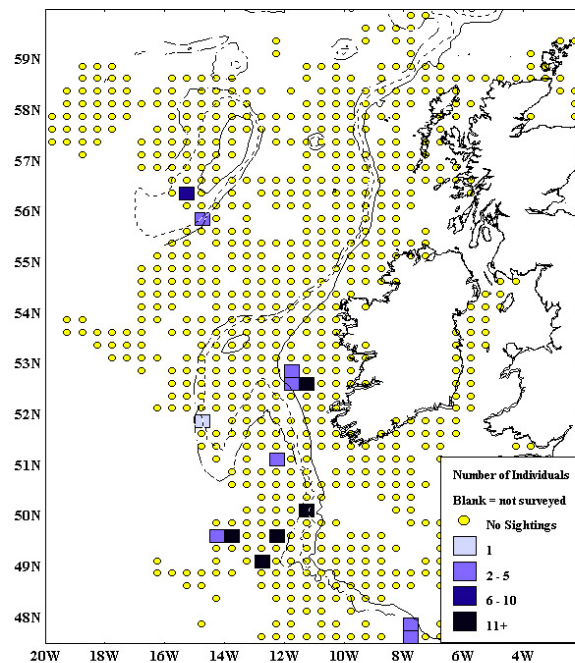 59N
58N
57N
56N
55N
54N
53N
52N
51N
50N
49N
48N
20W 18W 16W 14W 12W 10W 8W 6W 4W
Number of Individuals
Blank = not surveyed
No Sightings
1
2 - 5
6 - 10
11+